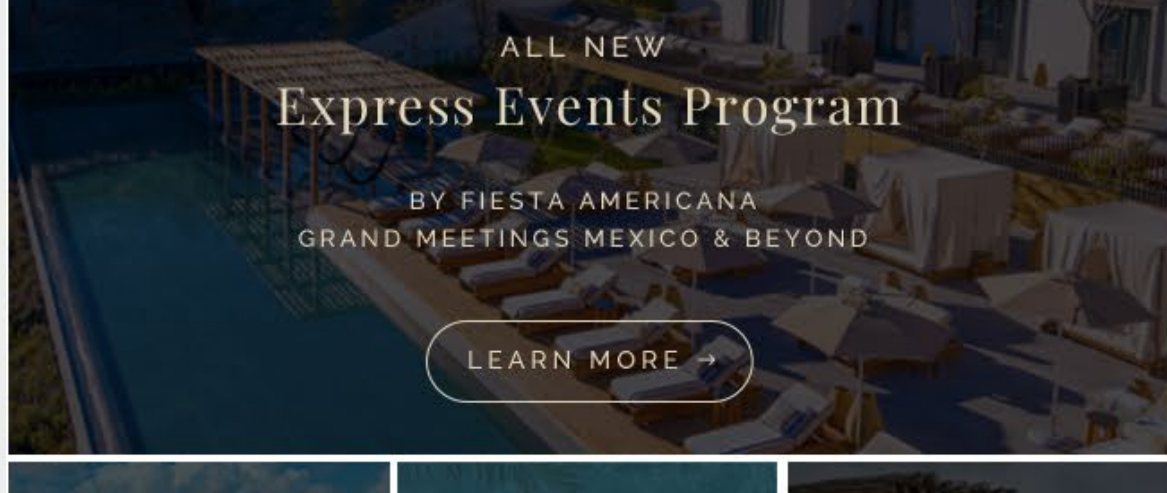 ALL NEW
Express Events Program
BY FIESTA AMERICANA
GRAND MEETINGS MEXICO & BEYOND
LEARN MORE →